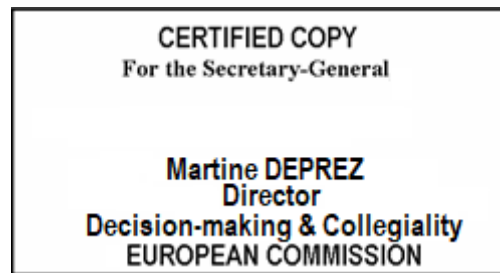 CERTIFIED COPY
For the Secretary-General
Martine DEPREZ
Director
Decision-making & Collegiality
EUROPEAN COMMISSION